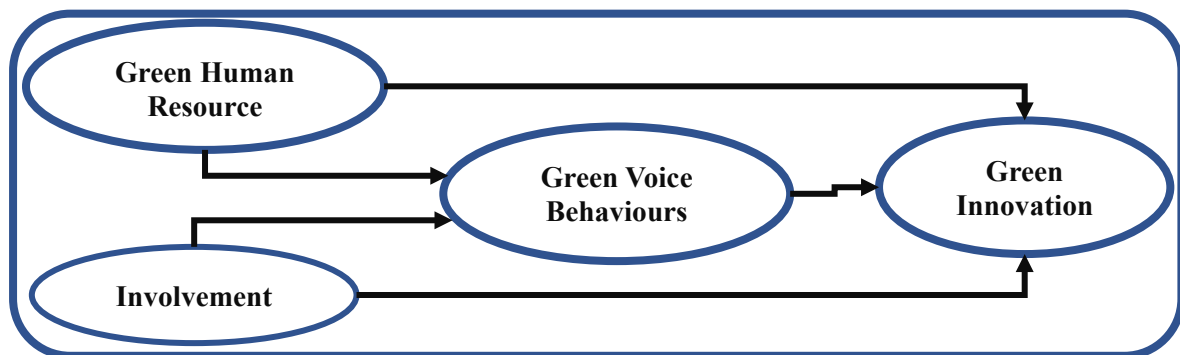 Green Human
Resource
Green Voice
Behaviours
Green
Innovation
Involvement